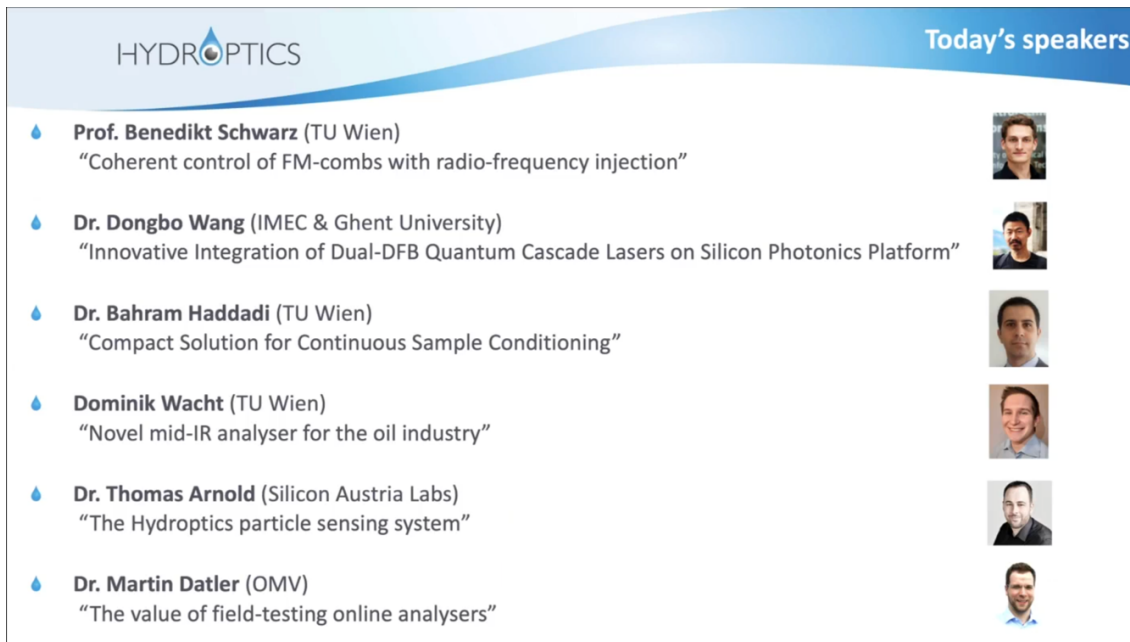 HYDROPTICS
Today's speakers
Prof. Benedikt Schwarz (TU Wien)
“Coherent control of FM-combs with radio-frequency injection”
Dr. Dongbo Wang (IMEC & Ghent University)
“Innovative Integration of Dual-DFB Quantum Cascade Lasers on Silicon Photonics Platform”
Dr. Bahram Haddadi (TU Wien)
“Compact Solution for Continuous Sample Conditioning”
Dominik Wacht (TU Wien)
“Novel mid-IR analyser for the oil industry”
Dr. Thomas Arnold (Silicon Austria Labs)
“The Hydroptics particle sensing system”
Dr. Martin Datler (OMV)
“The value of field-testing online analysers”